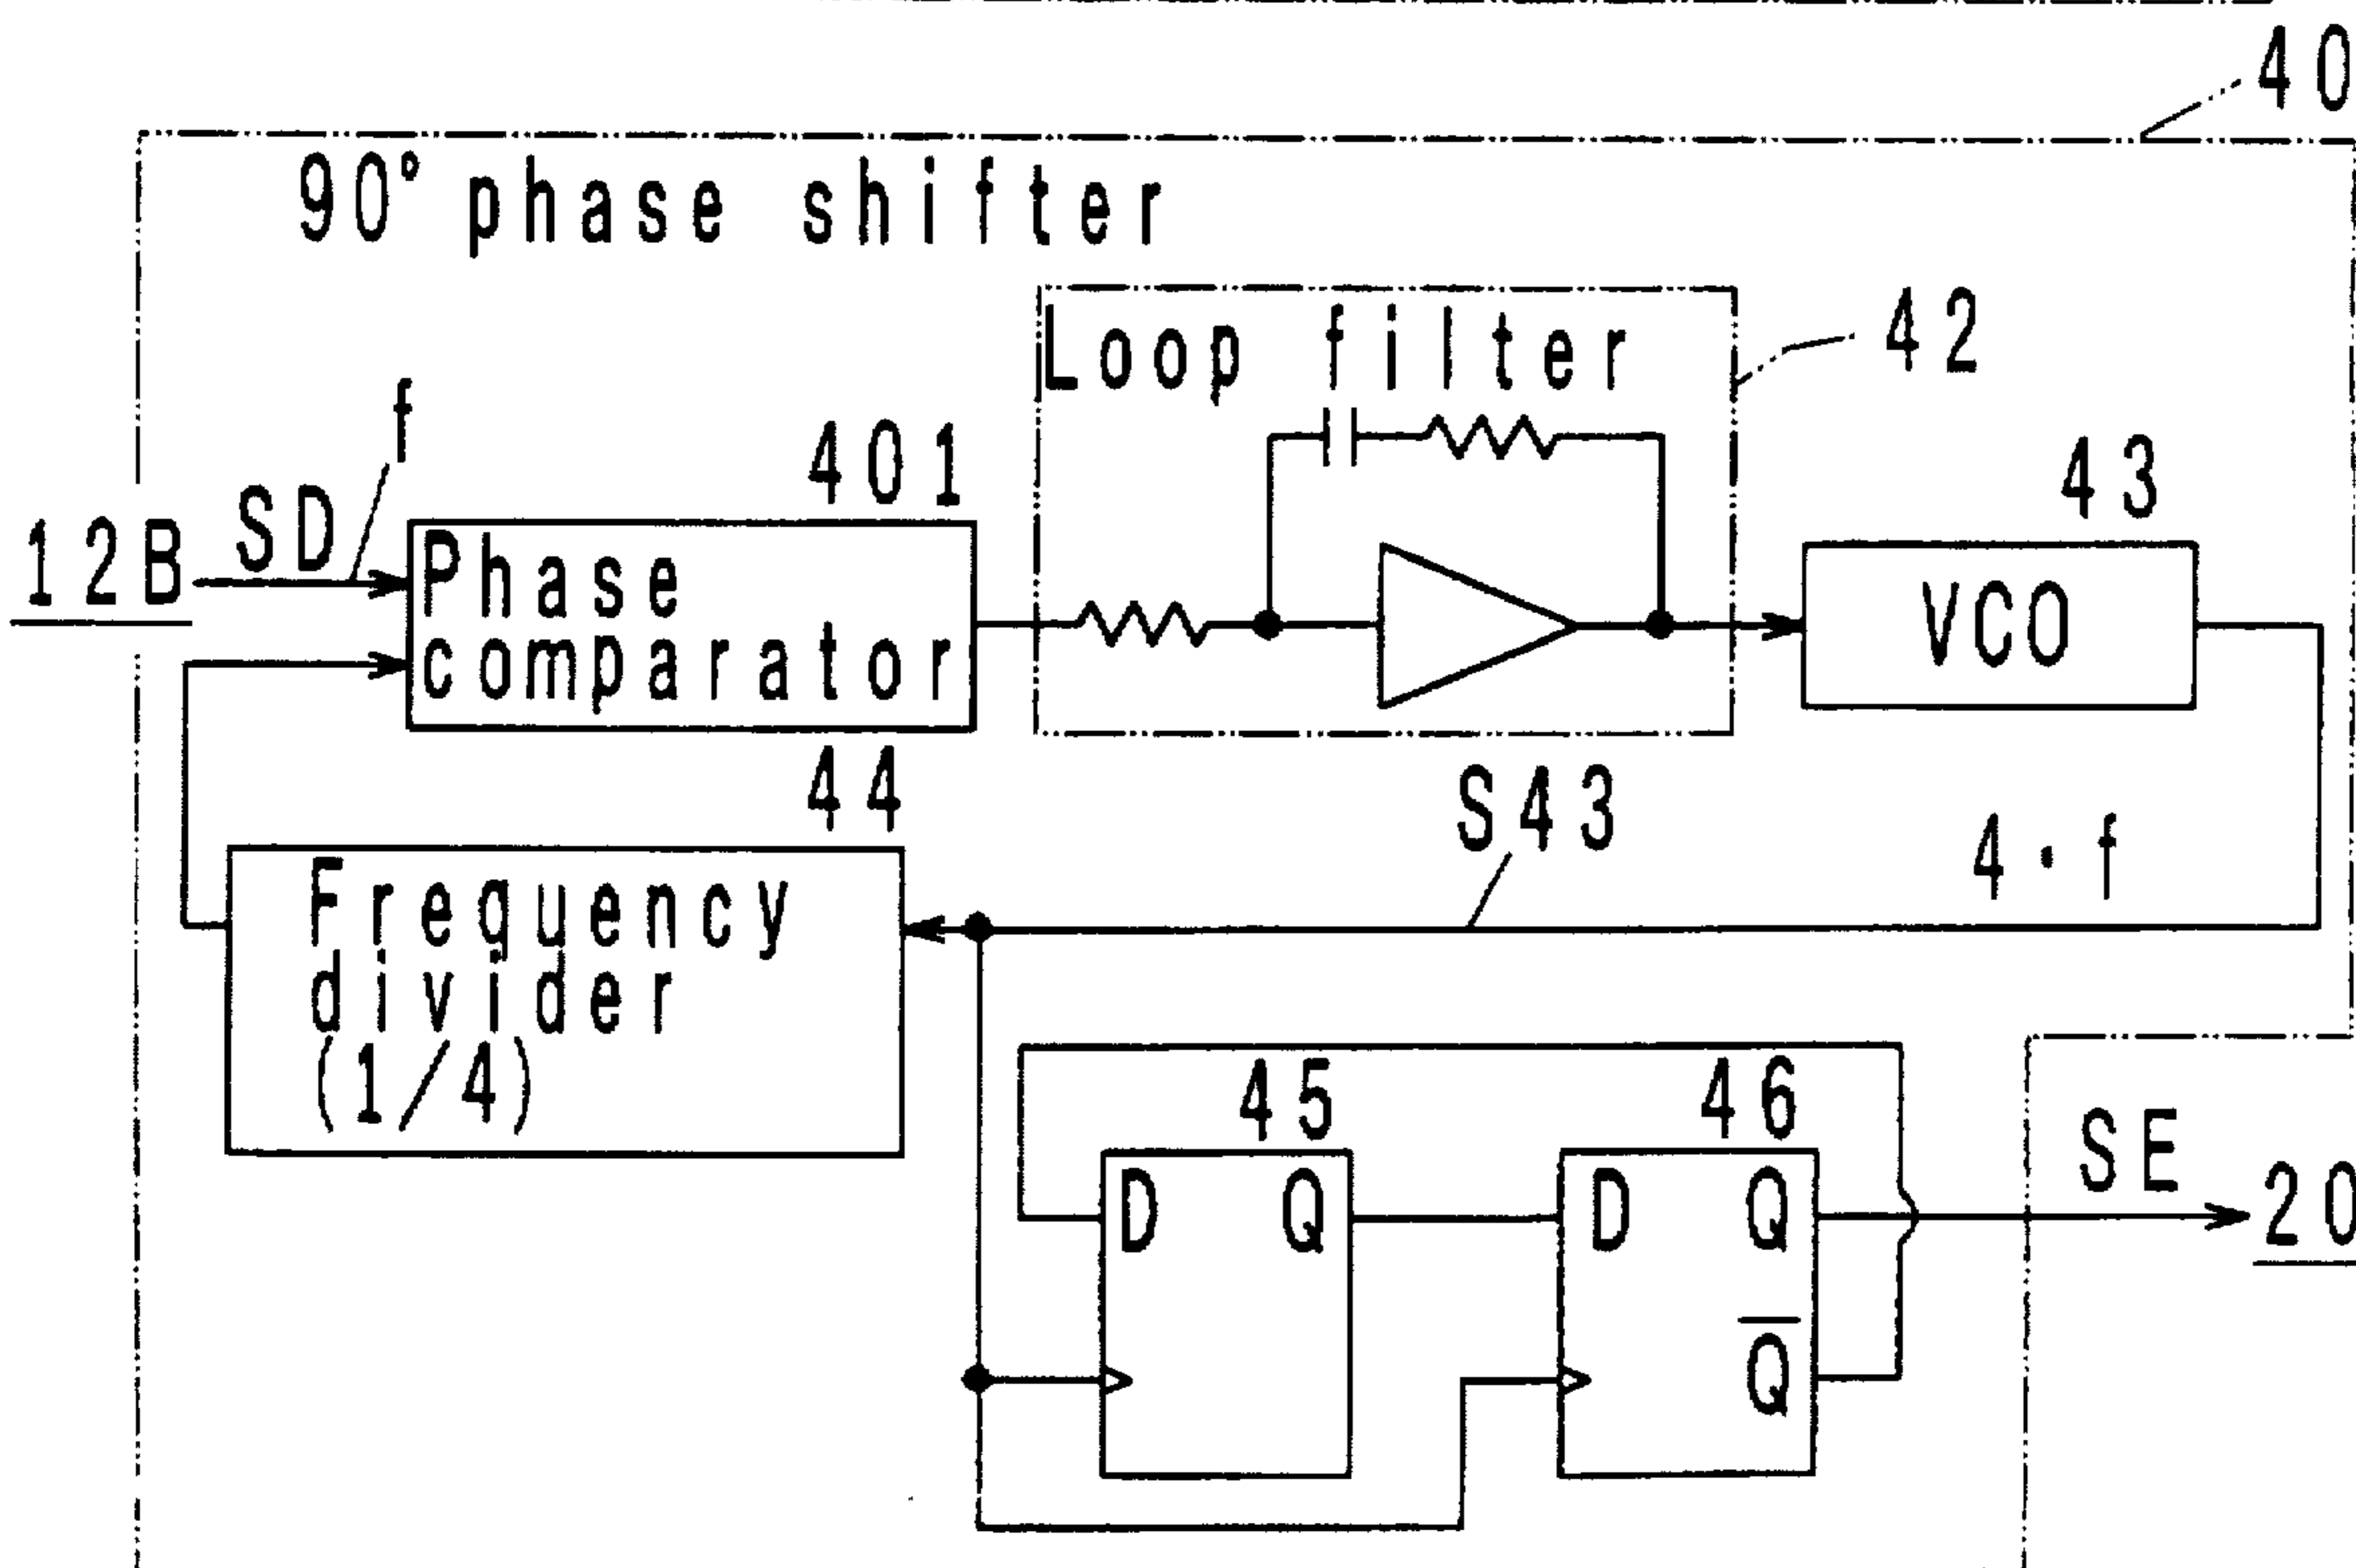 40
90° phase shifter
Loop filter
42
f
401
43
SD
12B
Phase
comparator
VCO
44
S43
4・f
Frequency
divider
(1/4)
45
46
SE
D Q
D Q
20
Q̅